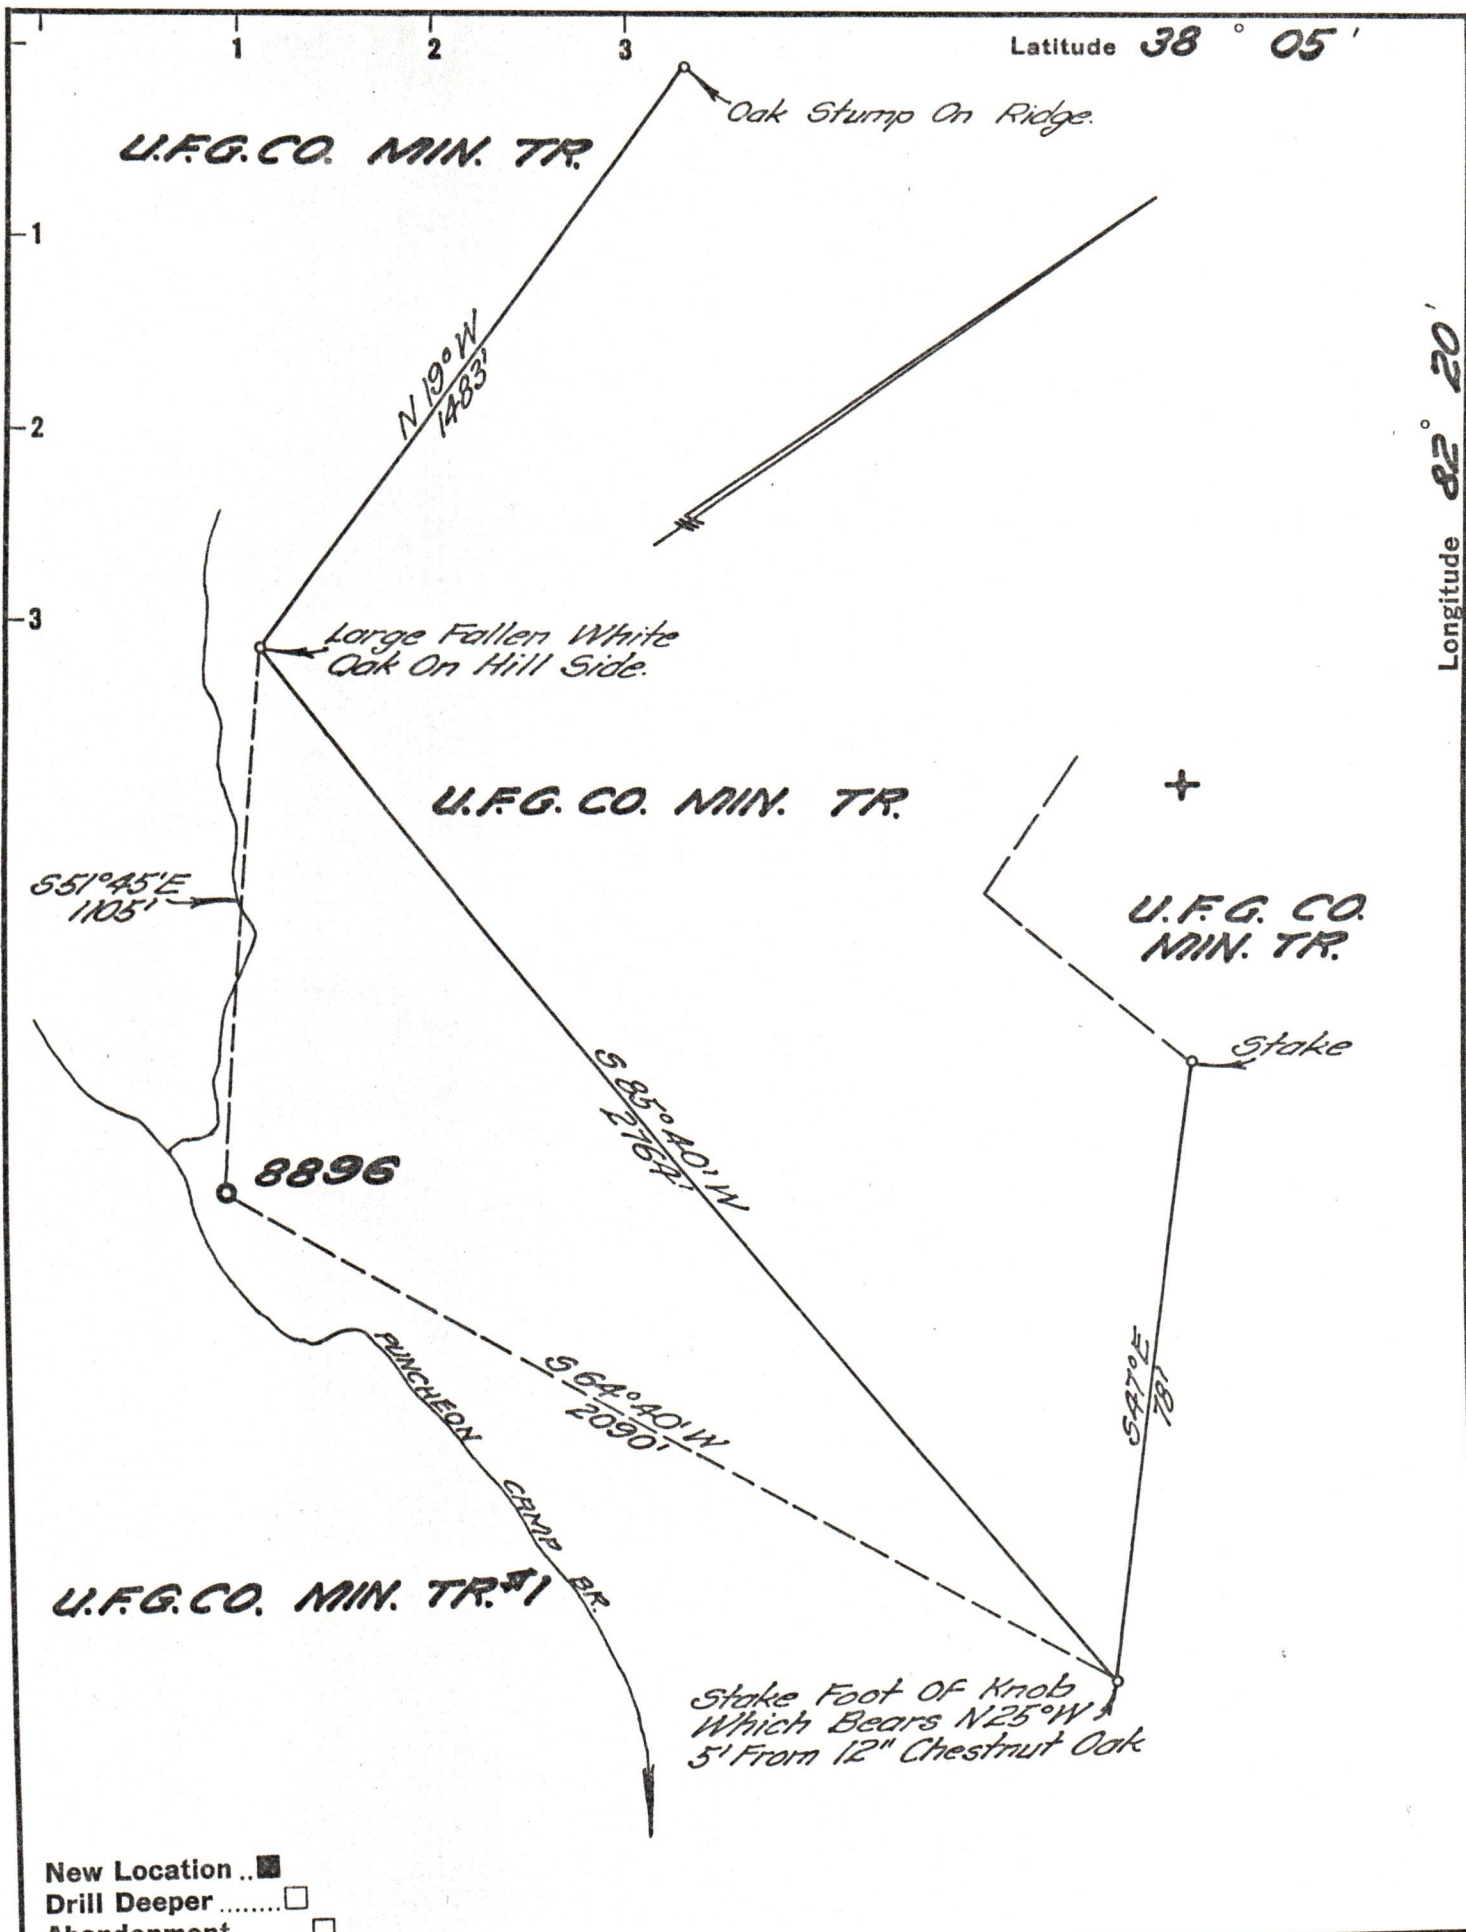 1 2 3 Latitude 38° 05'
Oak Stump On Ridge.
U.F.G.CO. MIN. TR.
1
Longitude 82° 20'
N 19° W
1483'
2
3
Large Fallen White
Oak On Hill Side.
U.F.G. CO. MIN. TR.
S51°45'E
1105'
U.F.G. CO.
MIN. TR.
Stake
S 85° 40' W
2764'
8896
S 64° 40' W
2090'
S47°E
78'
PUNCHEON CAMP BR.
U.F.G.CO. MIN. TR.#1
Stake Foot Of Knob
Which Bears N25°W
5' From 12" Chestnut Oak
New Location ..
Drill Deeper ........
Abandonment